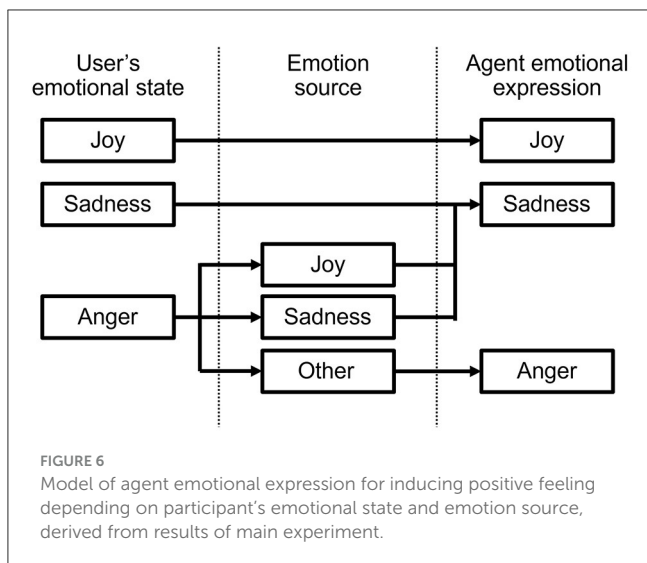 User's
emotional state
Emotion
source
Agent emotional
expression
Joy
Joy
Sadness
Sadness
Joy
Anger
Sadness
Other
Anger
FIGURE 6
Model of agent emotional expression for inducing positive feeling
depending on participant's emotional state and emotion source,
derived from results of main experiment.